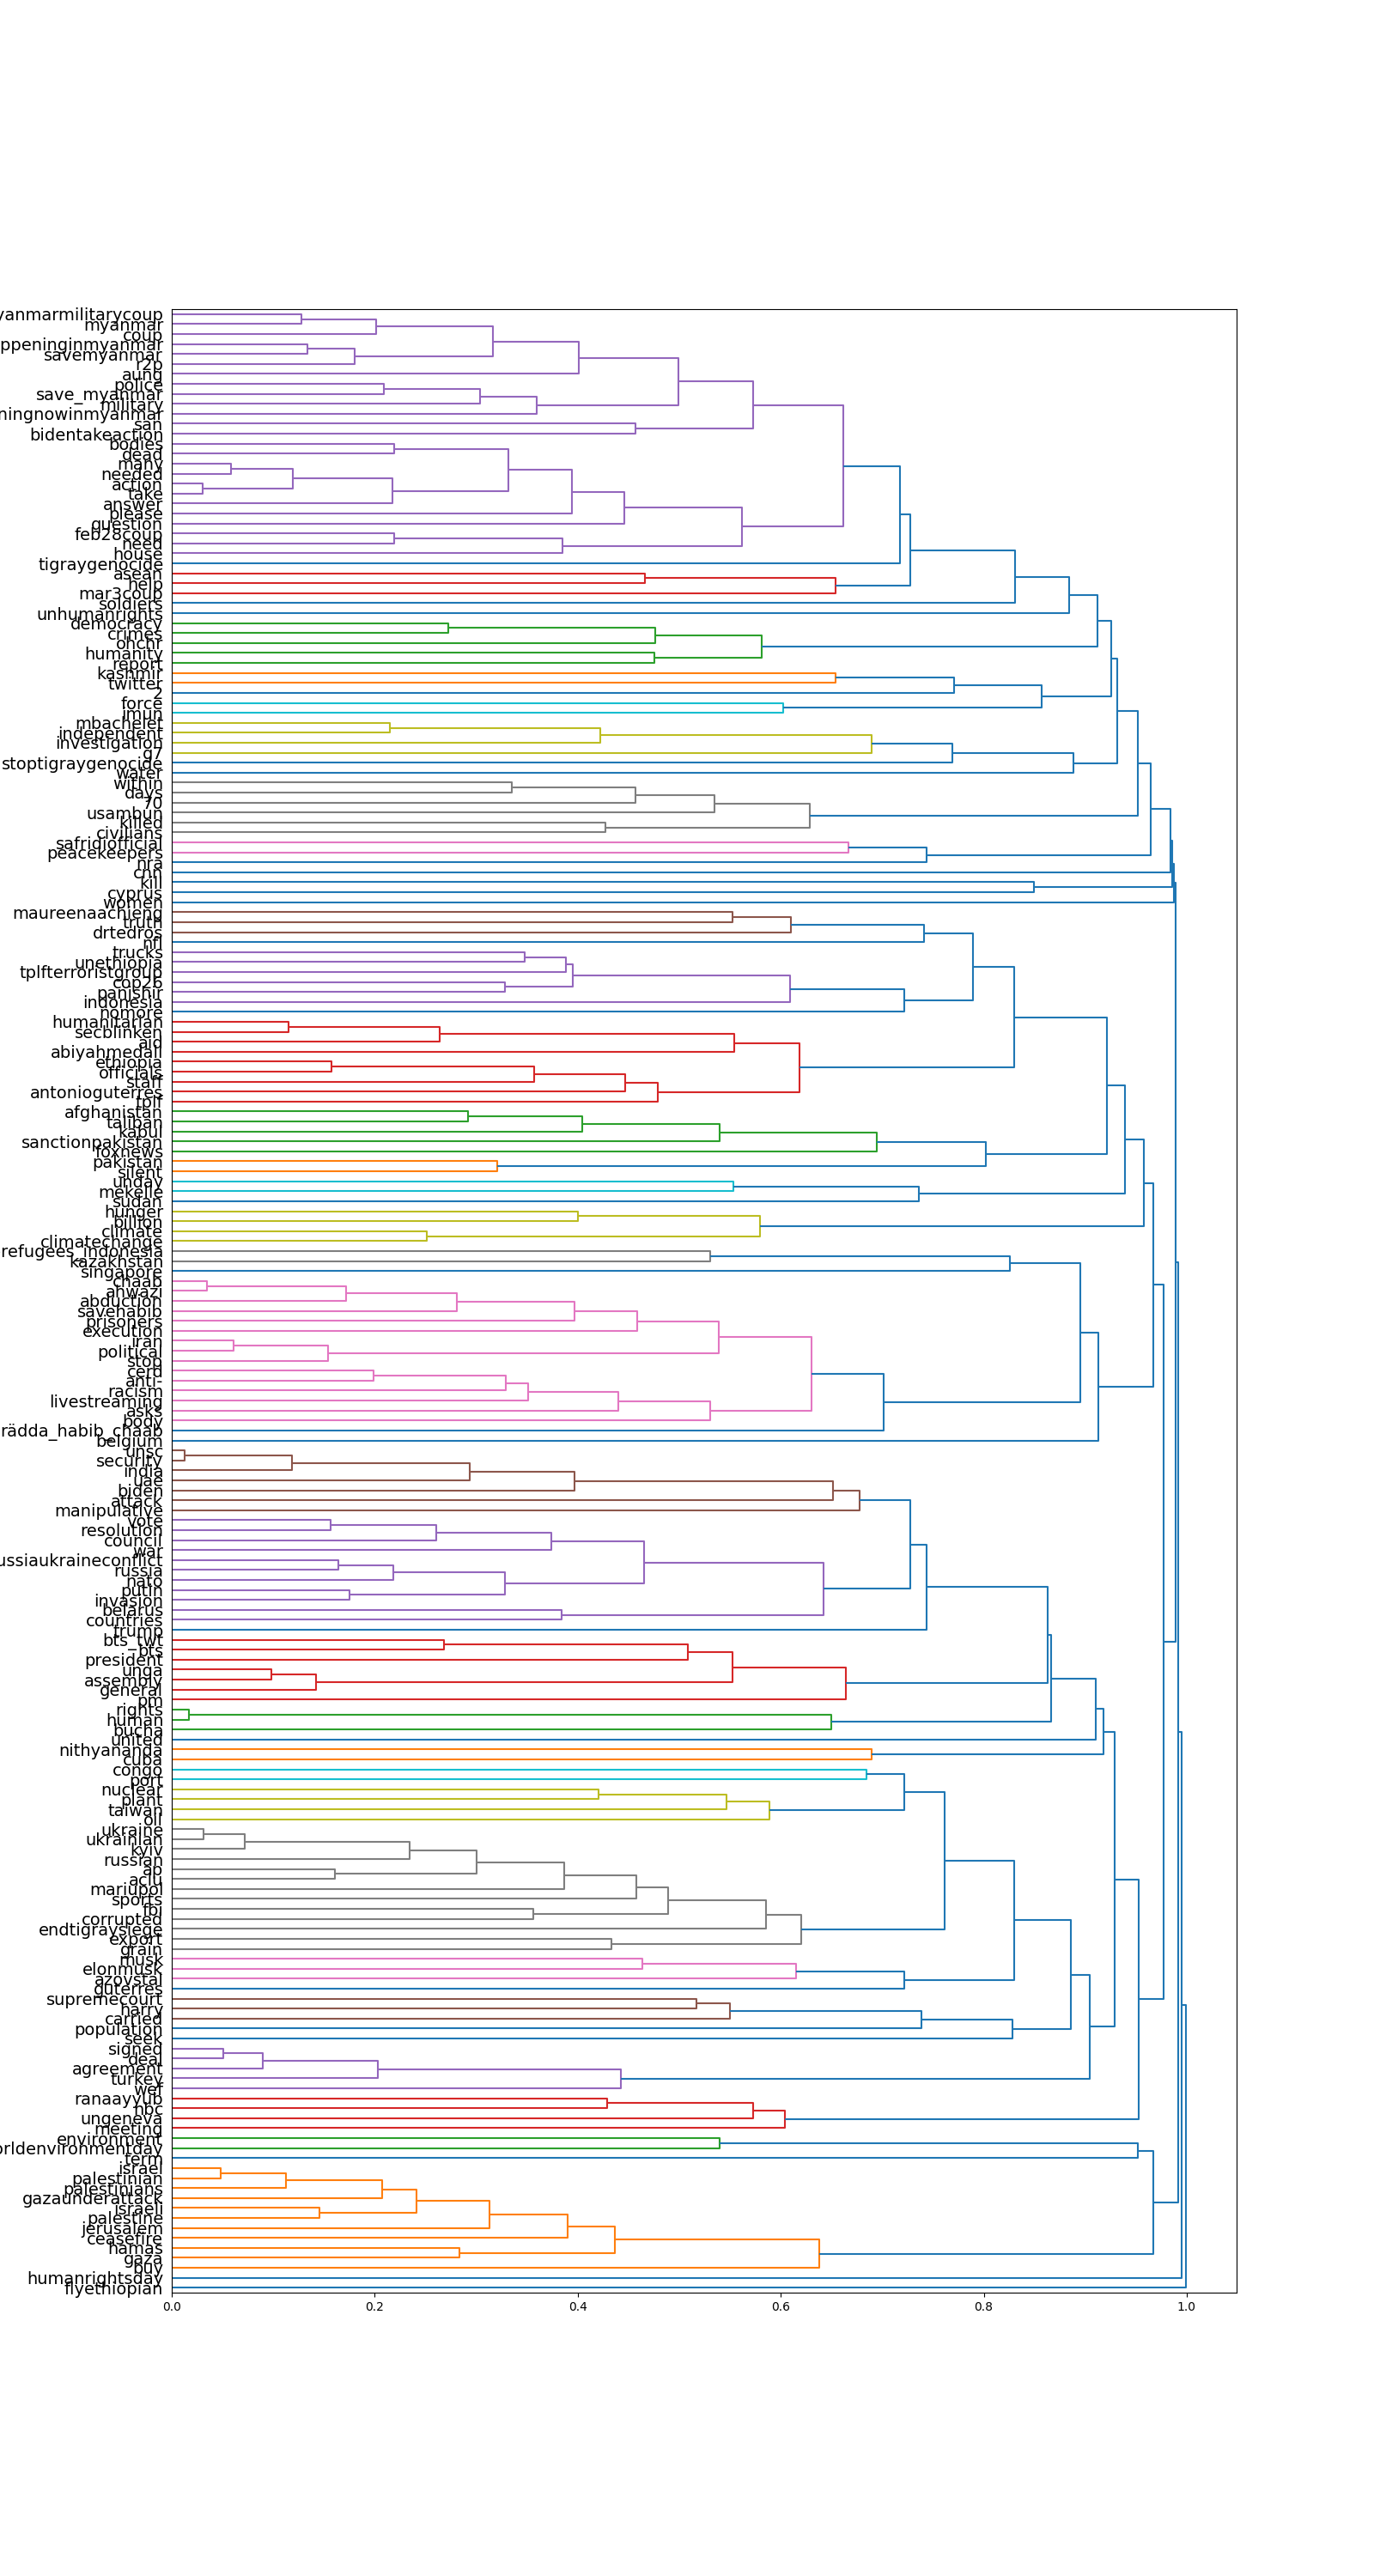 yanmarmilitarycoup
myanmar
coup
ppeninginmyanmar
savemyanmar
r2p
aung
police
save_myanmar
military
ningnowinmyanmar
san
bidentakeaction
bodies
dead
many
needed
action
take
answer
please
question
feb28coup
need
house
tigraygenocide
asean
help
mar3coup
soldiers
unhumanrights
democracy
crimes
ohchr
humanity
report
kashmir
twitter
2
force
imun
mbachelet
independent
investigation
g7
stoptigraygenocide
water
within
days
70
usambun
killed
civilians
safridiofficial
peacekeepers
nra
cnn
kill
cyprus
women
maureenaachieng
truth
drtedros
nfl
trucks
unethiopia
tplfterroristgroup
cop26
panjshir
indonesia
nomore
humanitarian
secblinken
aid
abiyahmedali
ethiopia
officials
staff
antonioguterres
tplf
afghanistan
taliban
kabul
sanctionpakistan
foxnews
pakistan
silent
unday
mekelle
sudan
hunger
billion
climate
climatechange
refugees_indonesia
kazakhstan
singapore
chaab
ahwazi
abduction
savehabib
prisoners
execution
iran
political
stop
cerd
anti-
racism
livestreaming
asks
body
rädda_habib_chaab
belgium
unsc
security
india
uae
biden
attack
manipulative
vote
resolution
council
war
ussiaukraineconflict
russia
nato
putin
invasion
belarus
countries
trump
bts_twt
bts
president
unga
assembly
general
pm
rights
human
bucha
united
nithyananda
cuba
congo
port
nuclear
plant
taiwan
oil
ukraine
ukrainian
kyiv
russian
ap
aclu
mariupol
sports
fbi
corrupted
endtigraysiege
export
grain
musk
elonmusk
azovstal
guterres
supremecourt
harry
carried
population
seek
signed
deal
agreement
turkey
wef
ranaayyub
nbc
ungeneva
meeting
environment
orldenvironmentday
term
israel
palestinian
palestinians
gazaunderattack
israeli
palestine
jerusalem
ceasefire
hamas
gaza
buy
humanrightsday
flyethiopian
0.0 0.2 0.4 0.6 0.8 1.0